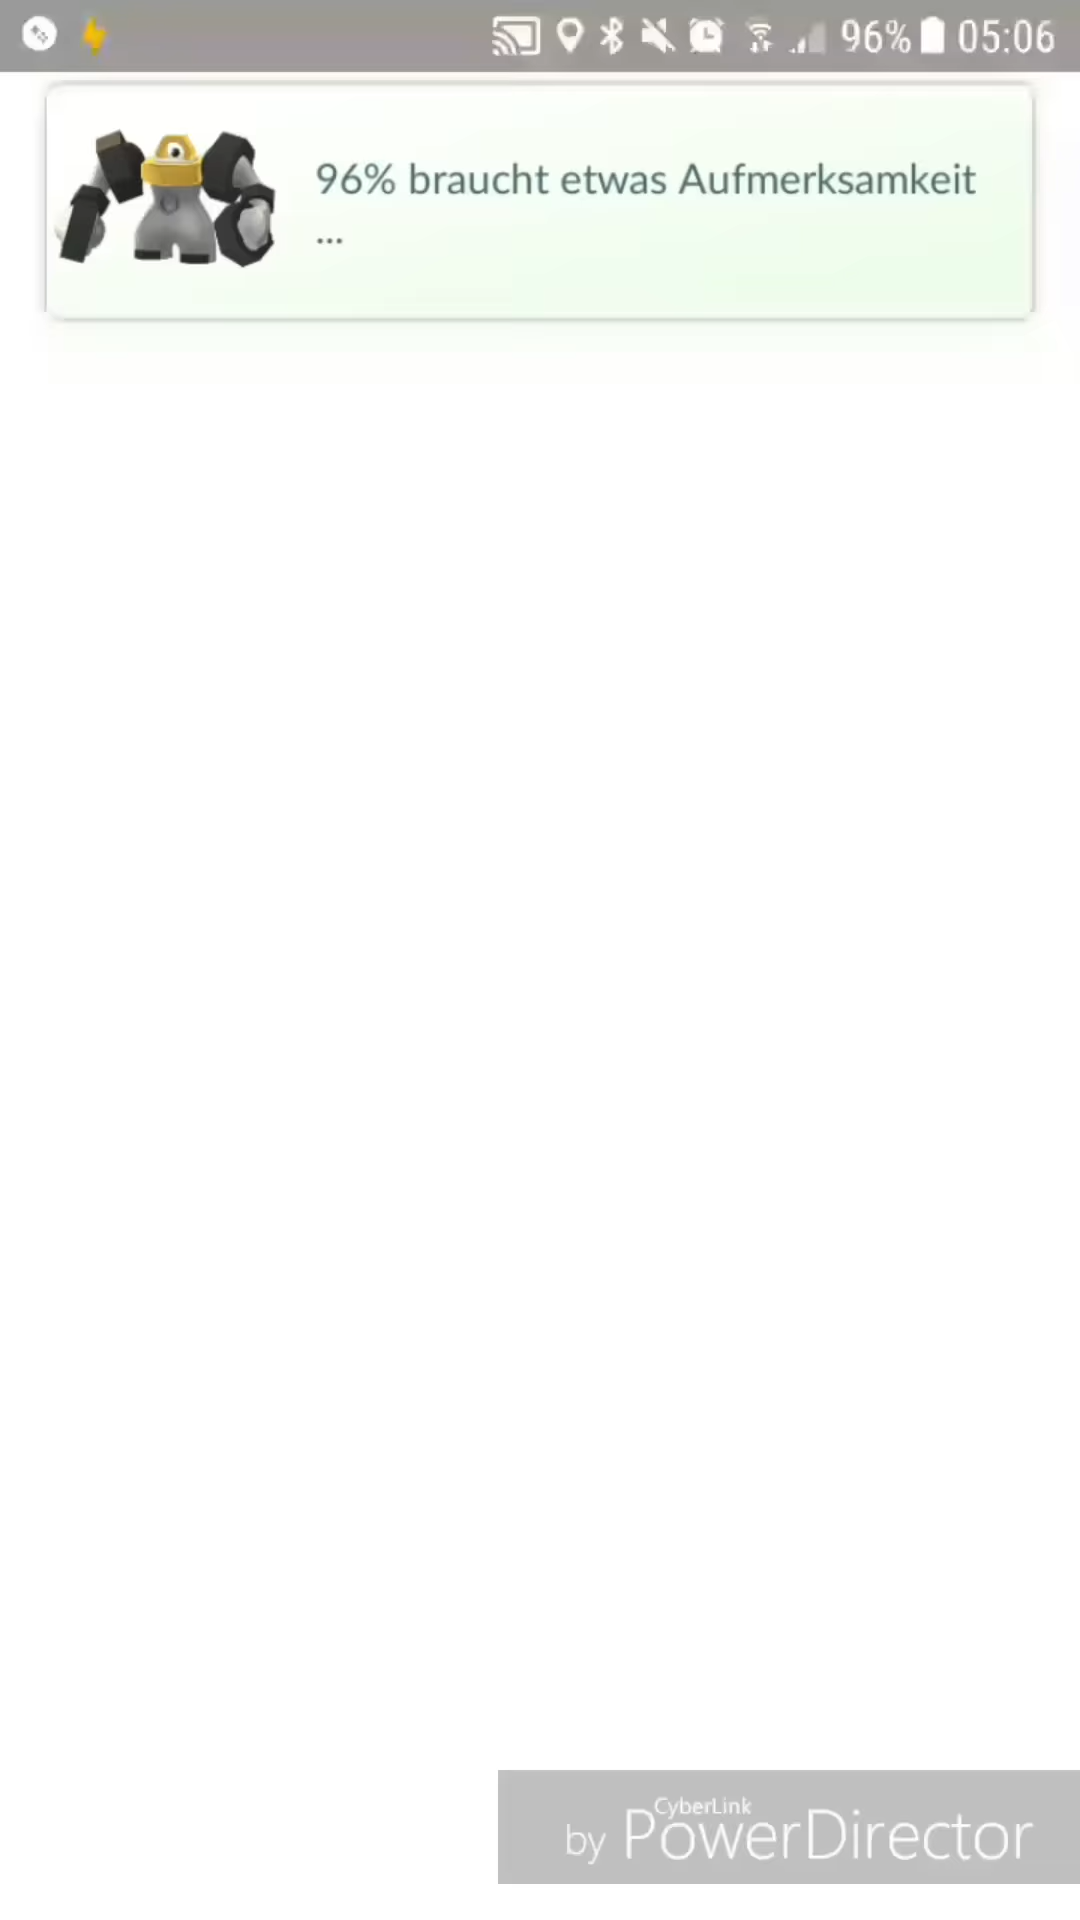 96% 05:06
96% braucht etwas Aufmerksamkeit
...
CyberLink
by PowerDirector